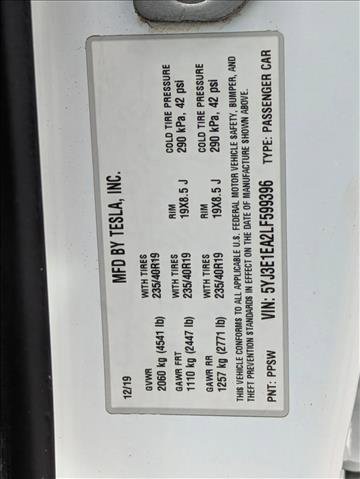 MFD BY TESLA, INC.
12/19
GVWR WITH TIRES RIM COLD TIRE PRESSURE
2060 kg (4541 lb) 235/40R19 19X8.5 J 290 kPa, 42 psi
GAWR FRT WITH TIRES RIM COLD TIRE PRESSURE
1110 kg (2447 lb) 235/40R19 19X8.5 J 290 kPa, 42 psi
GAWR RR WITH TIRES
1257 kg (2771 lb) 235/40R19
THIS VEHICLE CONFORMS TO ALL APPLICABLE U.S. FEDERAL MOTOR VEHICLE SAFETY, BUMPER, AND
THEFT PREVENTION STANDARDS IN EFFECT ON THE DATE OF MANUFACTURE SHOWN ABOVE.
PNT: PPSW VIN: 5YJ3E1EA2LF599396 TYPE: PASSENGER CAR